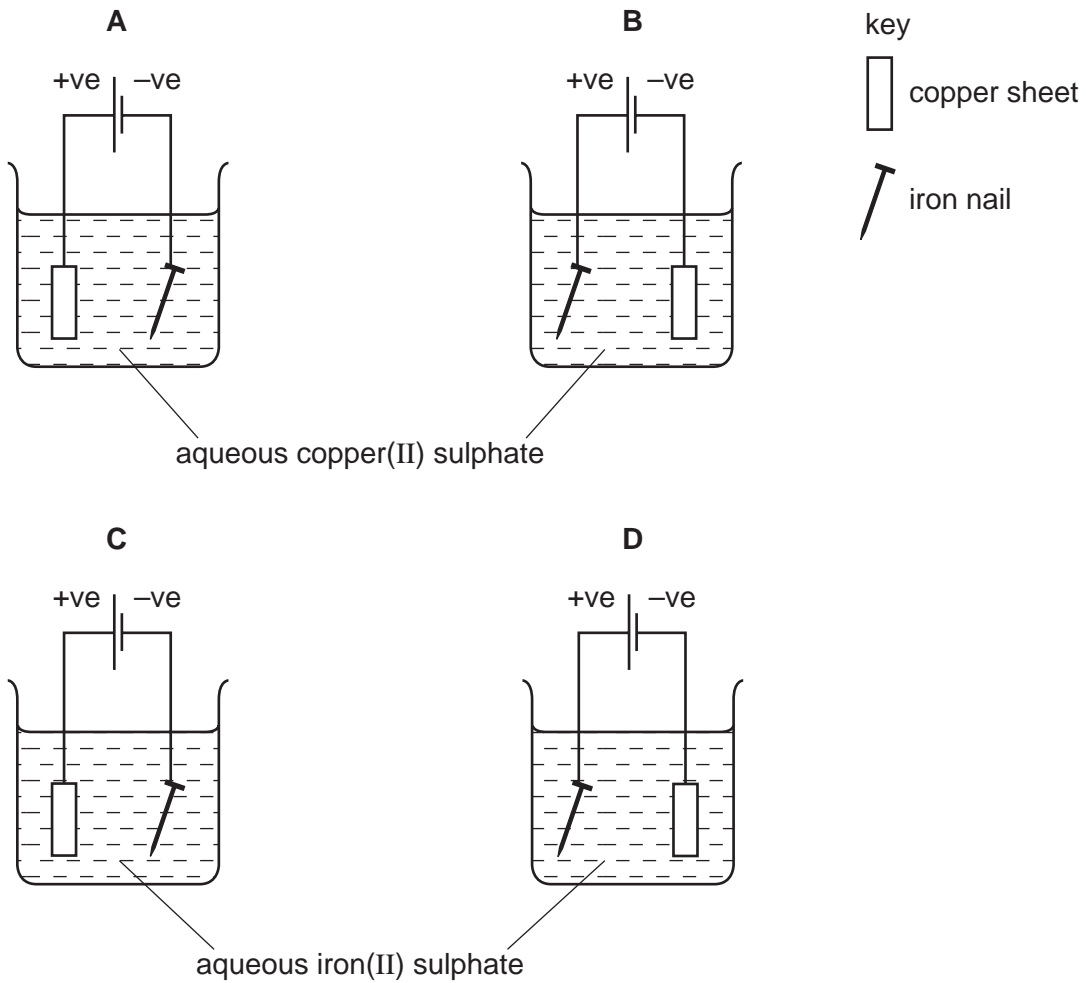 A
B
key
+ve –ve
+ve –ve
copper sheet
iron nail
aqueous copper(II) sulphate
C
D
+ve –ve
+ve –ve
aqueous iron(II) sulphate